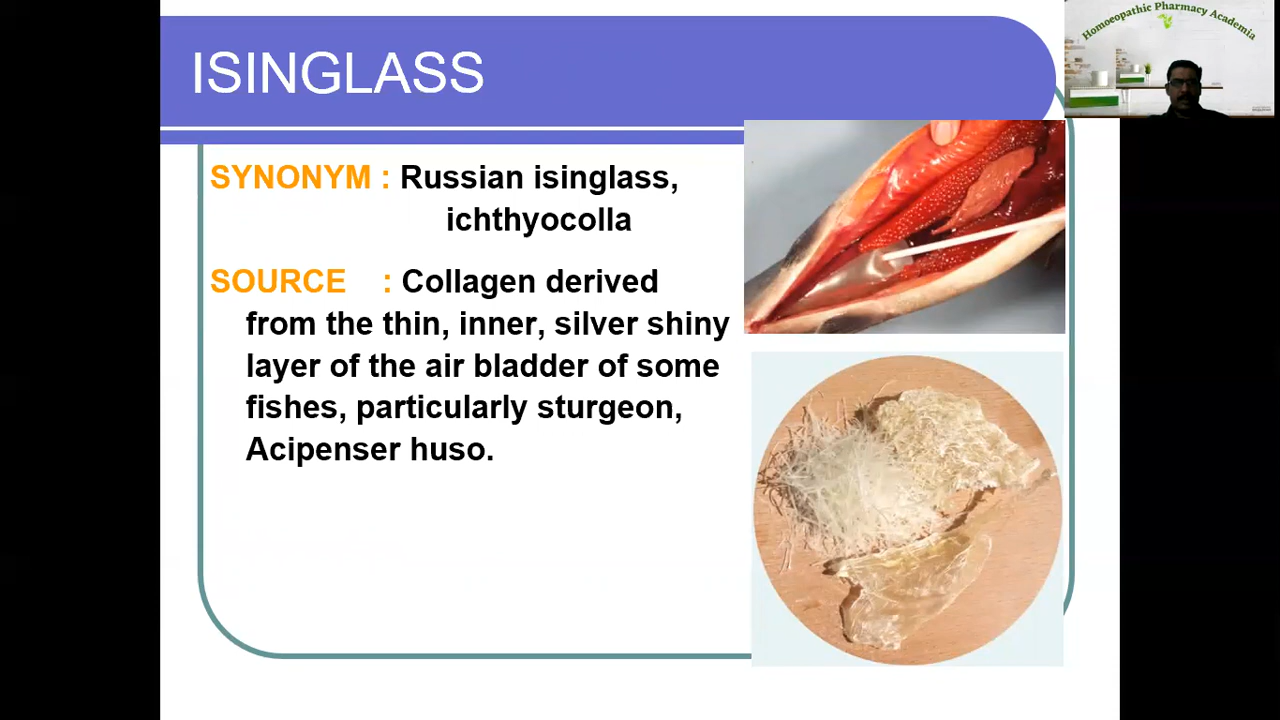 ISINGLASS
Homoeopathic Pharmacy Academia
SYNONYM : Russian isinglass,
ichthyocolla
SOURCE : Collagen derived
from the thin, inner, silver shiny
layer of the air bladder of some
fishes, particularly sturgeon,
Acipenser huso.